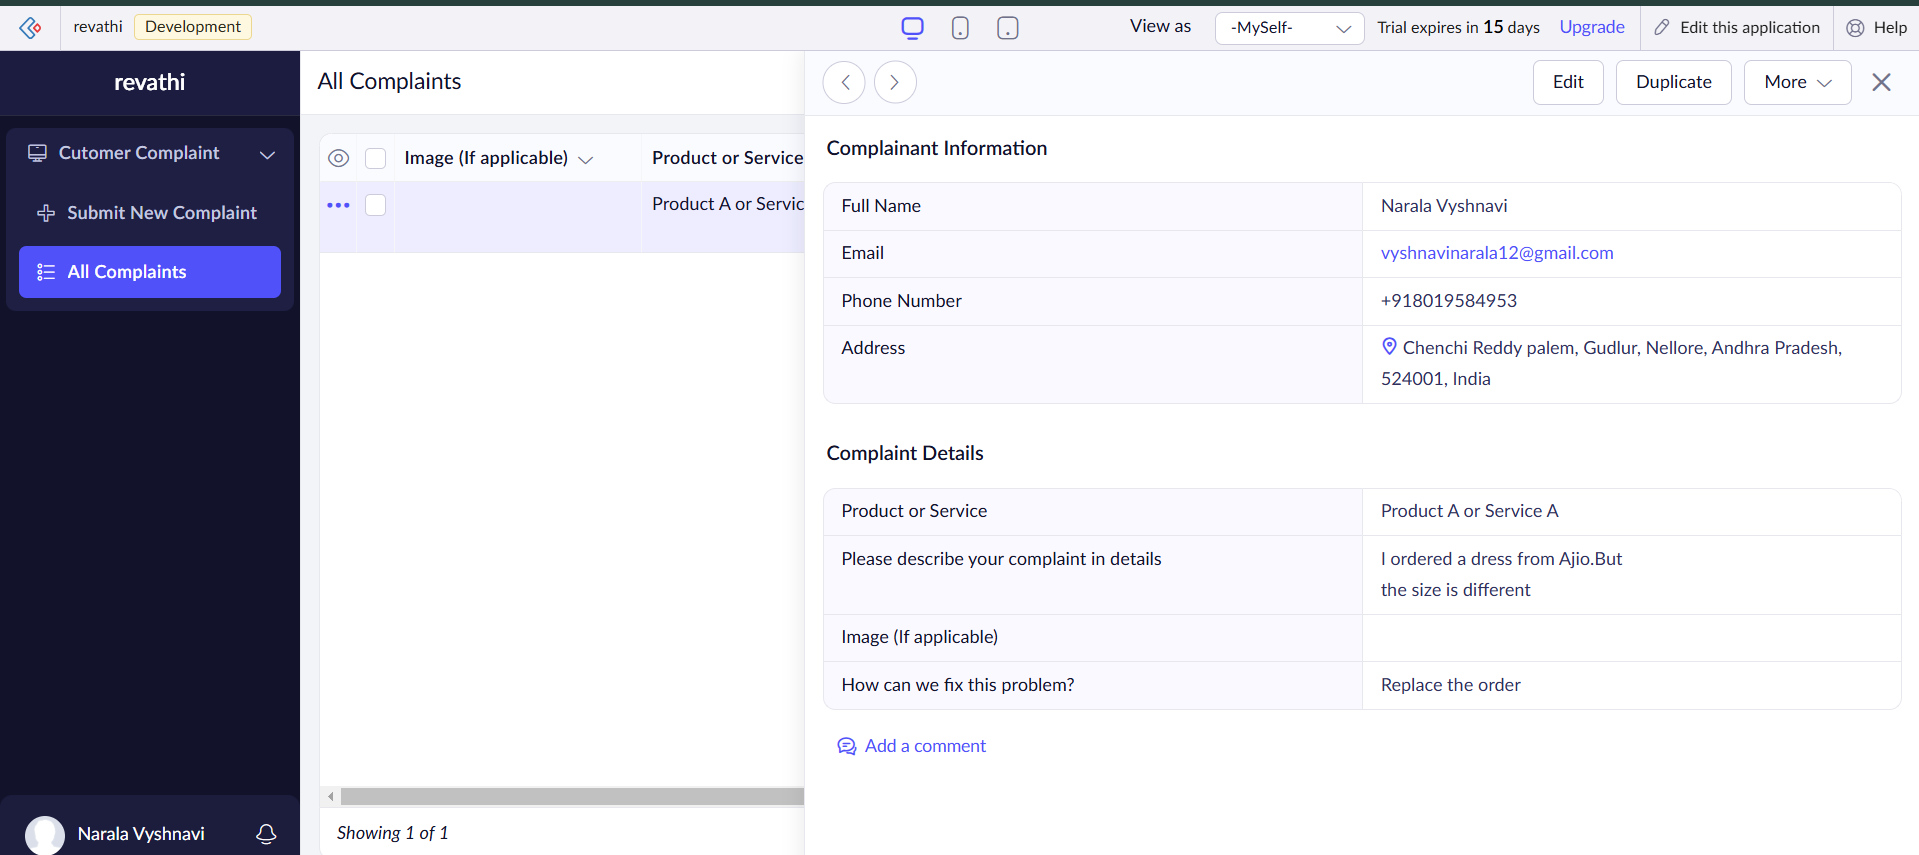 revathi Development View as -MySelf- Trial expires in 15 days Upgrade Edit this application Help
revathi
Cutomer Complaint
Submit New Complaint
All Complaints
Narala Vyshnavi
All Complaints
Image (If applicable) Product or Service
Product A or Servic
Showing 1 of 1
Edit Duplicate More
Complainant Information
Full Name Narala Vyshnavi
Email vyshnavinarala12@gmail.com
Phone Number +918019584953
Address Chenchi Reddy palem, Gudlur, Nellore, Andhra Pradesh,
524001, India
Complaint Details
Product or Service Product A or Service A
Please describe your complaint in details I ordered a dress from Ajio.But
the size is different
Image (If applicable)
How can we fix this problem? Replace the order
Add a comment